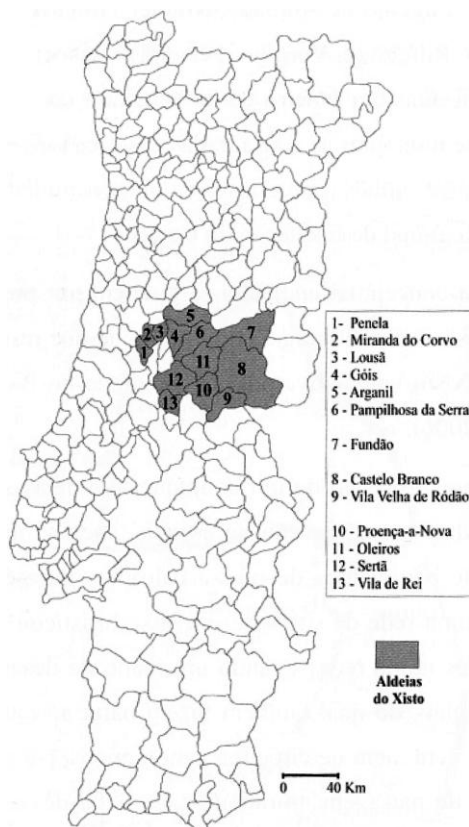 5
7
2
3
4
6
1
11
8
12
10
13
9
1- Penela
2 - Miranda do Corvo
3 - Lousã
4 - Góis
5 - Arganil
6 - Pampilhosa da Serra
7 - Fundão
8 - Castelo Branco
9 - Vila Velha de Ródão
10 - Proença-a-Nova
11 - Oleiros
12 - Sertã
13 - Vila de Rei
Aldeias
do Xisto
0 40 Km